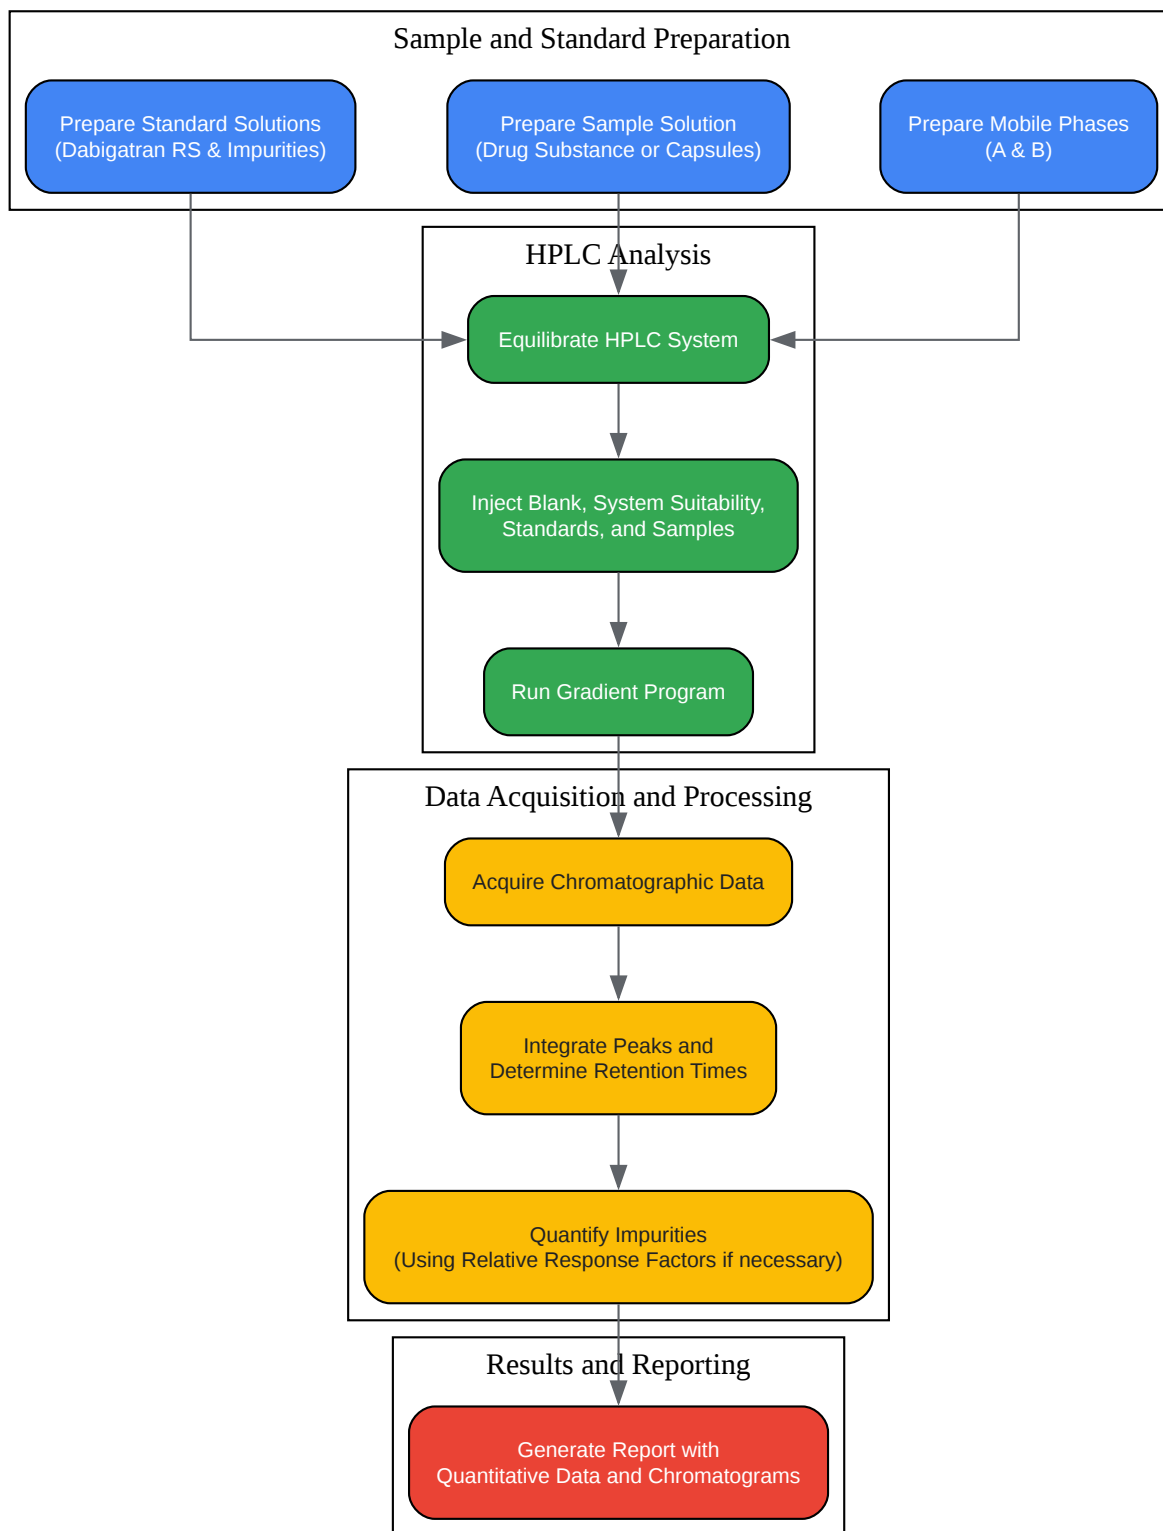 Sample and Standard Preparation
Prepare Standard Solutions
(Dabigatran RS & Impurities)
Prepare Sample Solution
(Drug Substance or Capsules)
Prepare Mobile Phases
(A & B)
HPLC Analysis
Equilibrate HPLC System
Inject Blank, System Suitability,
Standards, and Samples
Run Gradient Program
Data Acquisition and Processing
Acquire Chromatographic Data
Integrate Peaks and
Determine Retention Times
Quantify Impurities
(Using Relative Response Factors if necessary)
Results and Reporting
Generate Report with
Quantitative Data and Chromatograms